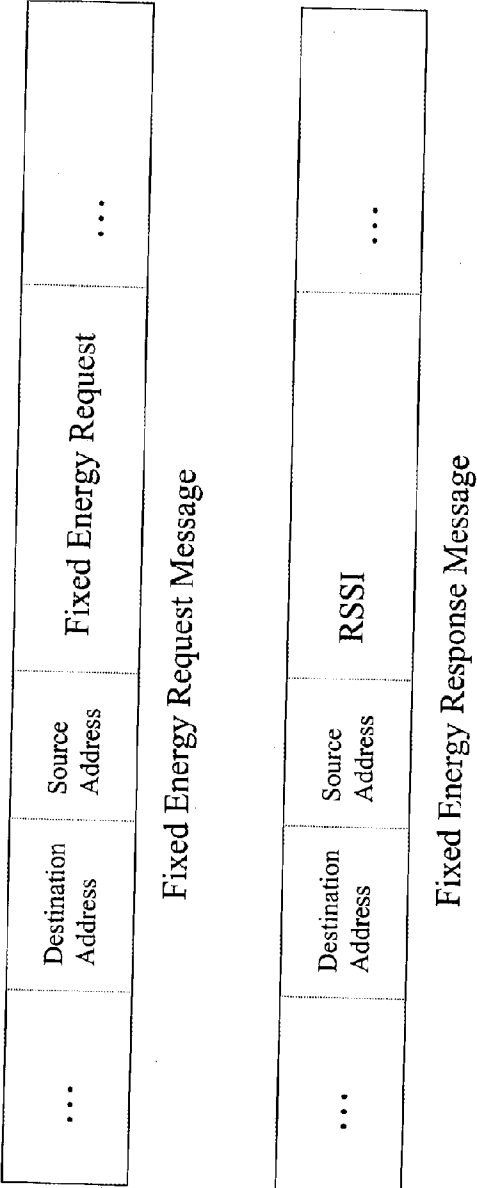 ...
Destination
Address
Source
Address
Fixed Energy Request
...
Fixed Energy Request Message
...
Destination
Address
Source
Address
RSSI
...
Fixed Energy Response Message